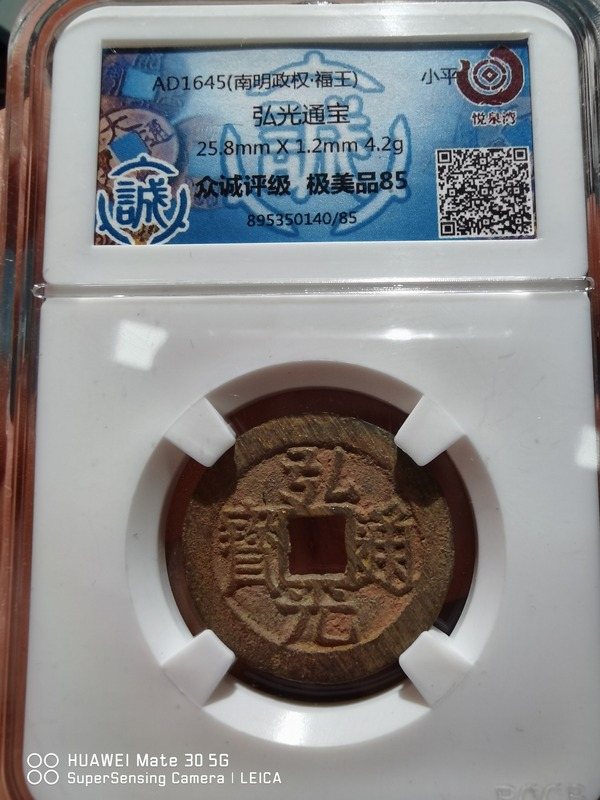 AD1645(南明政权·福王) 小平
弘光通宝
25.8mm X 1.2mm 4.2g
众诚评级 极美品85
895350140/85
誠
悦泉湾
弘
寶 通
光
HUAWEI Mate 30 5G
SuperSensing Camera | LEICA